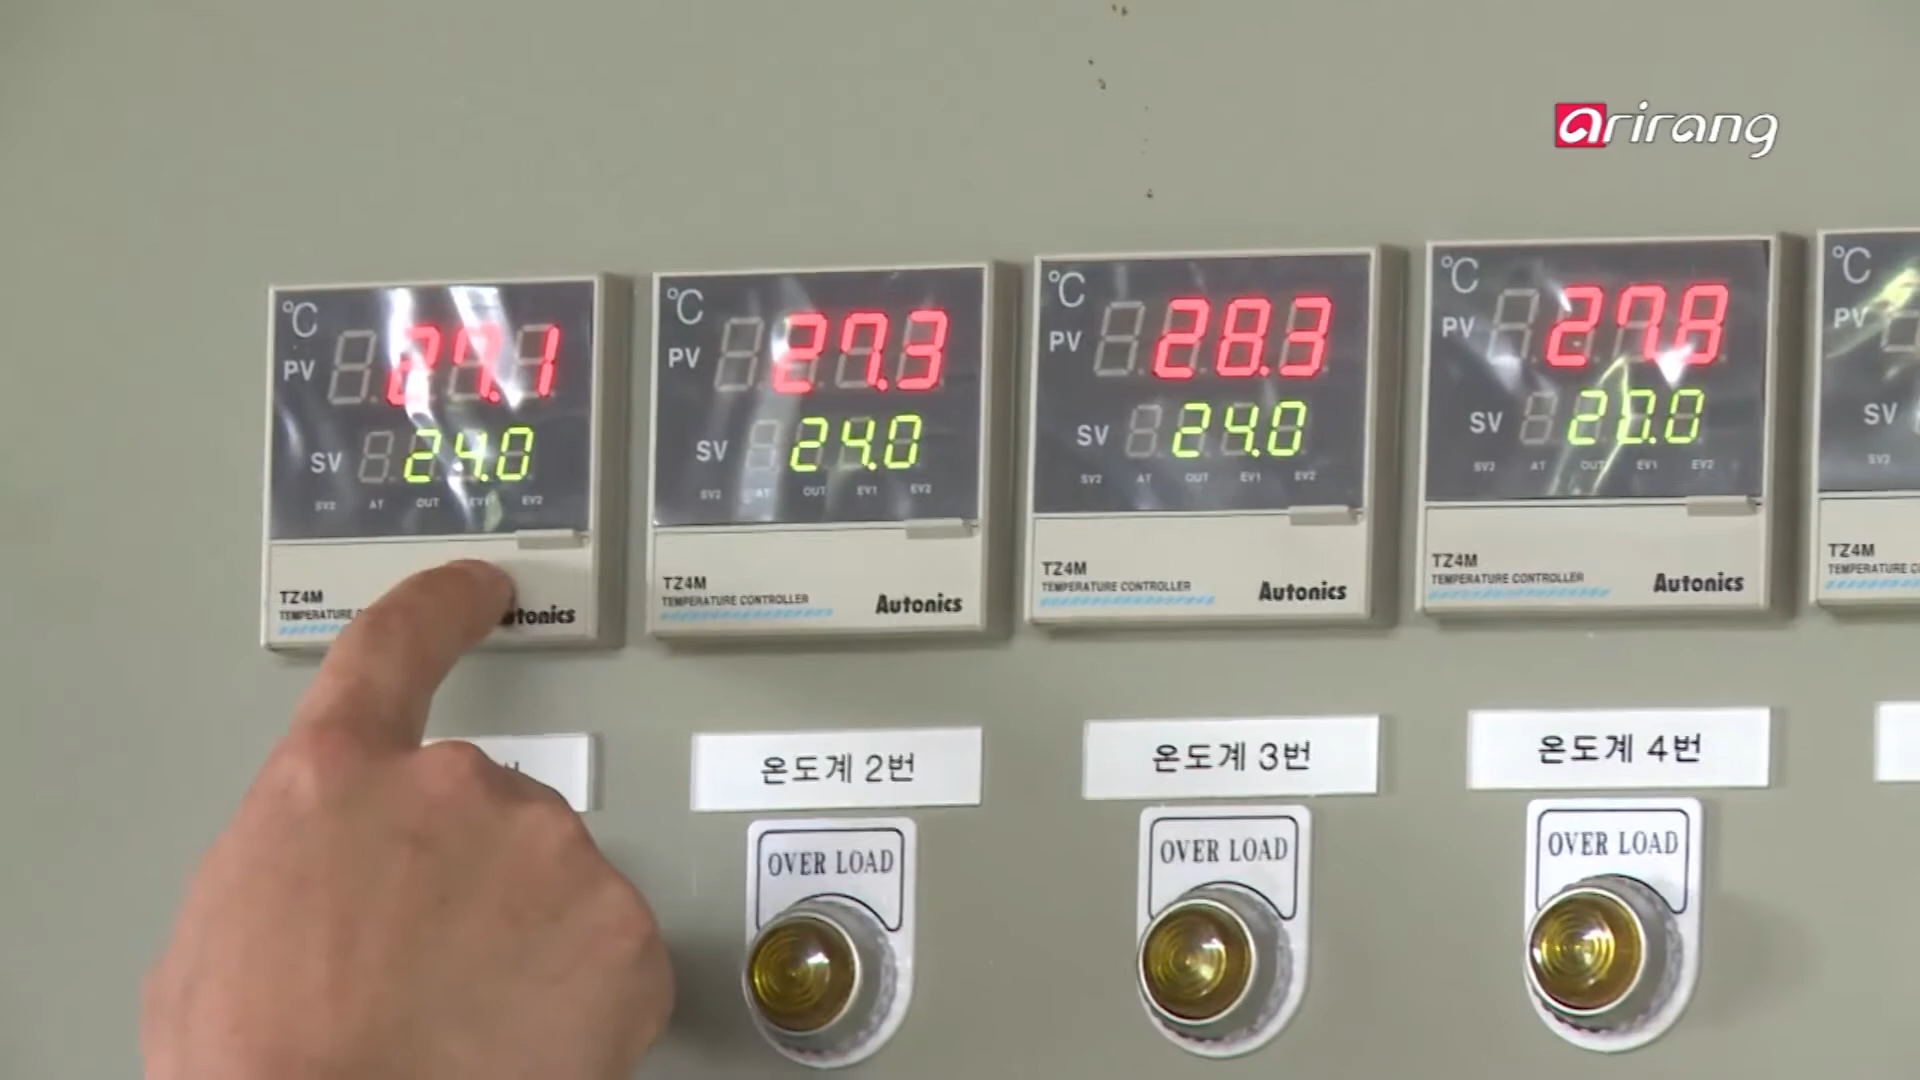 arirang
°C
PV 27.1
SV 24.0
SV2 AT OUT EV1 EV2
TZ4M
TEMPERATURE
Autonics
°C
PV 27.3
SV 24.0
SV2 AT OUT EV1 EV2
TZ4M
TEMPERATURE CONTROLLER
Autonics
온도계 2번
OVER LOAD
°C
PV 28.3
SV 24.0
SV2 AT OUT EV1 EV2
TZ4M
TEMPERATURE CONTROLLER
Autonics
온도계 3번
OVER LOAD
°C
PV 27.8
SV 20.0
SV2 AT OUT EV1 EV2
TZ4M
TEMPERATURE CONTROLLER
Autonics
온도계 4번
OVER LOAD
°C
PV
SV
SV2
TZ4M
TEMPERATURE